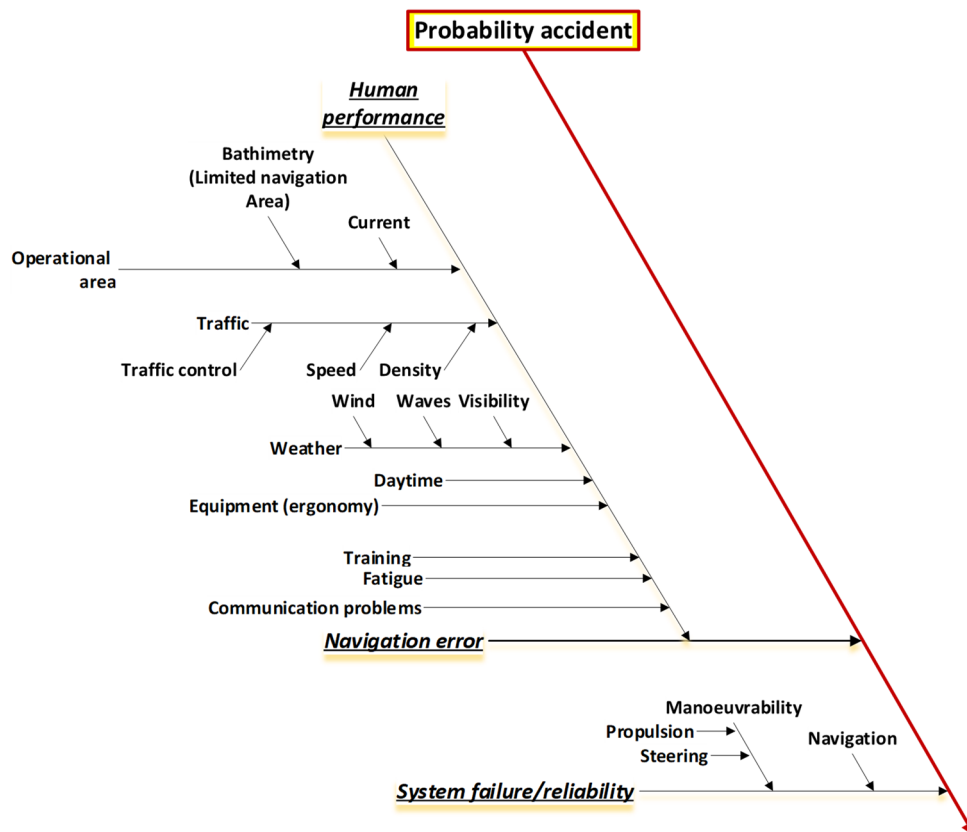 Probability accident
Human
performance
Bathimetry
(Limited navigation
Area)
Current
Operational
area
Traffic
Traffic control
Speed
Density
Wind
Waves
Visibility
Weather
Daytime
Equipment (ergonomy)
Training
Fatigue
Communication problems
Navigation error
Manoeuvrability
Propulsion
Steering
Navigation
System failure/reliability